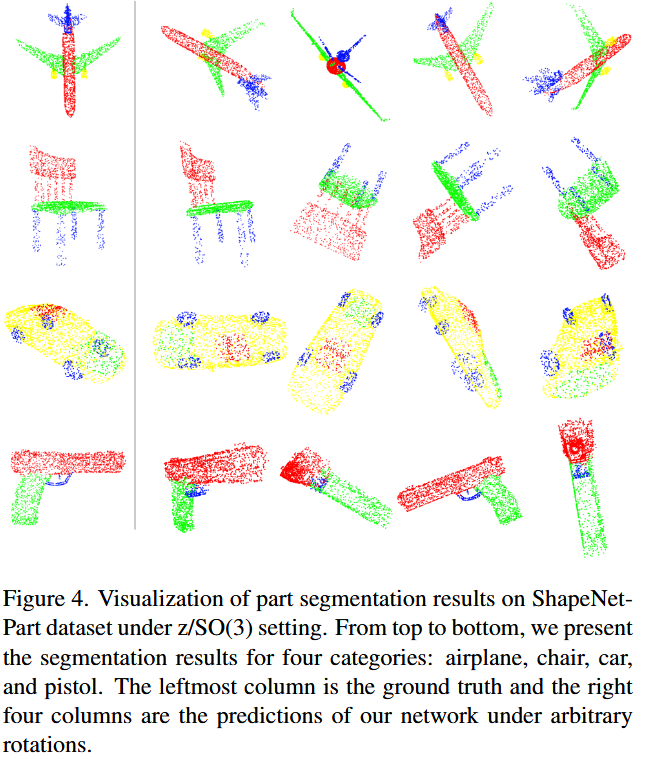 Figure 4. Visualization of part segmentation results on ShapeNet-
Part dataset under z/SO(3) setting. From top to bottom, we present
the segmentation results for four categories: airplane, chair, car,
and pistol. The leftmost column is the ground truth and the right
four columns are the predictions of our network under arbitrary
rotations.